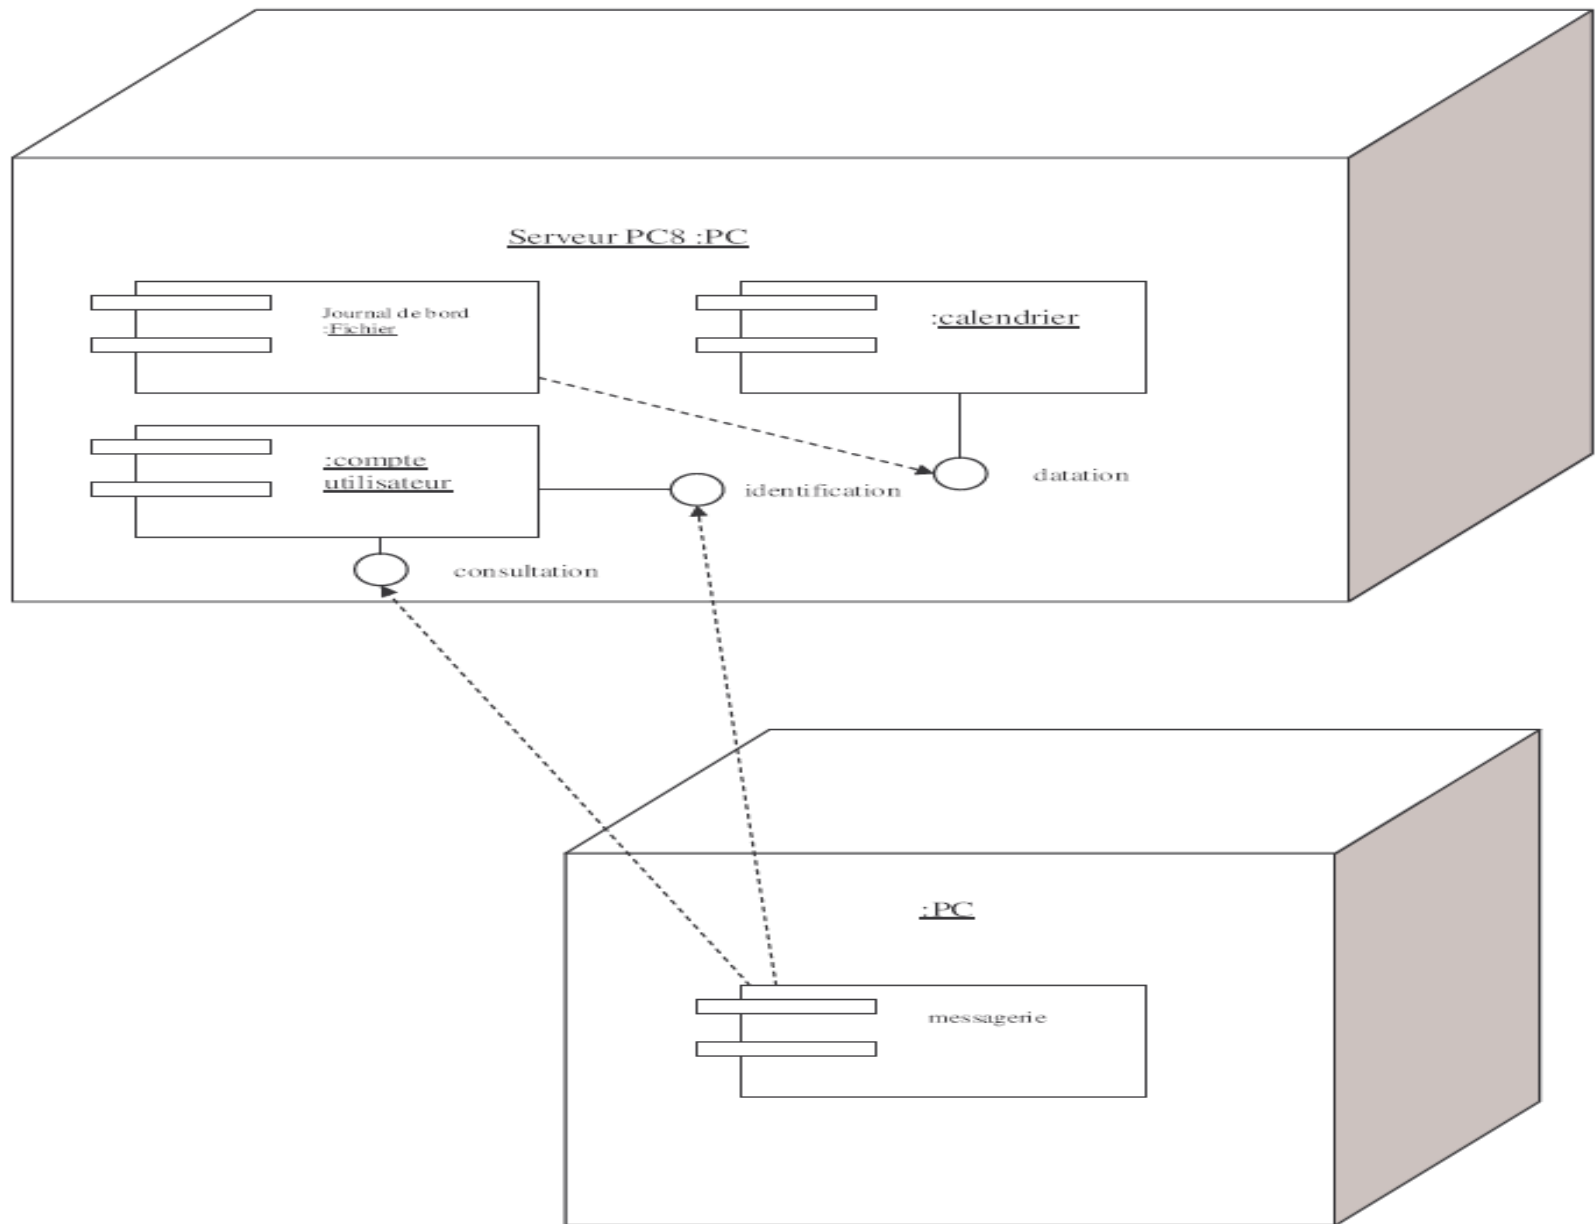 Serveur PC8 :PC
Journal de bord
:Fichier
:calendrier
:compte
utilisateur
identification
datation
consultation
:PC
messagerie